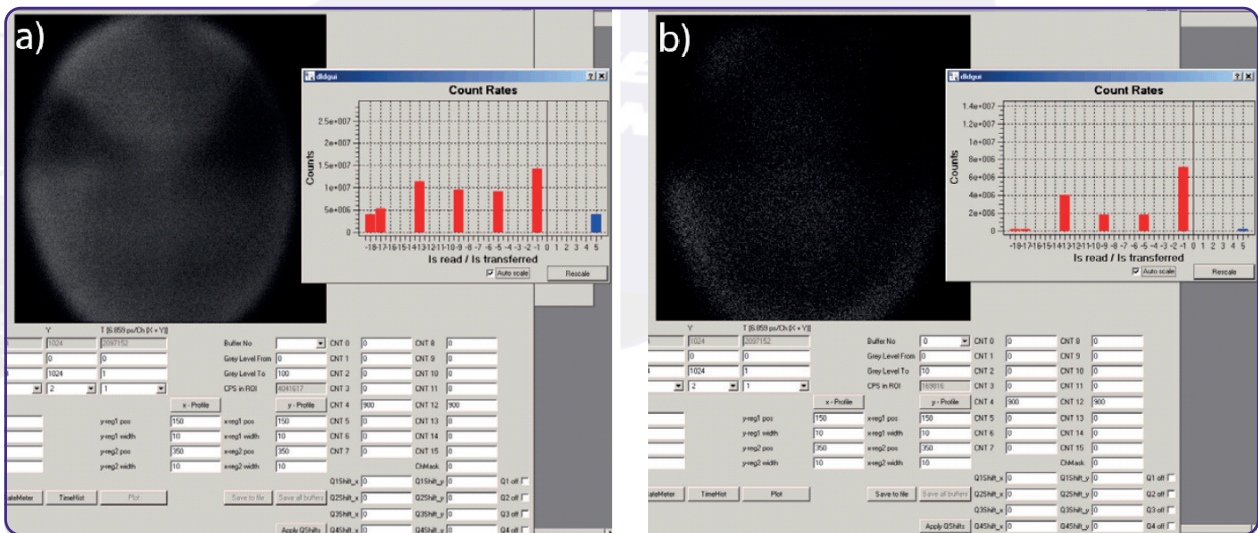 a)
dldgui
Count Rates
2.5e+007
2e+007
1.5e+007
1e+007
5e+006
0
Counts
-18-17-16-15-14-13-12-11-10-9 -8 -7 -6 -5 -4 -3 -2 -1 0 1 2 3 4 5
Is read / Is transferred
Auto scale
Rescale
Y T [6.859 ps/Ch (X + Y)]
1024 2097152 Buffer No CNT 0 0 CNT 8 0
0 0 Grey Level From 0 CNT 1 0 CNT 9 0
1024 1 Grey Level To 100 CNT 2 0 CNT 10 0
2 1 CPS in ROI 4041617 CNT 3 0 CNT 11 0
x - Profile y - Profile CNT 4 900 CNT 12 900
y-reg1 pos 150 x-reg1 pos 150 CNT 5 0 CNT 13 0
y-reg1 width 10 x-reg1 width 10 CNT 6 0 CNT 14 0
y-reg2 pos 350 x-reg2 pos 350 CNT 7 0 CNT 15 0
y-reg2 width 10 x-reg2 width 10 ChMask 0
Q1Shift_x 0 Q1Shift_y 0 Q1 off
ateMeter TimeHist Plot Save to file Save all buffers Q2Shift_x 0 Q2Shift_y 0 Q2 off
Q3Shift_x 0 Q3Shift_y 0 Q3 off
Apply QShifts Q4Shift_x 0 Q4Shift_y 0 Q4 off
b)
dldgui
Count Rates
1.4e+007
1.2e+007
1e+007
8e+006
6e+006
4e+006
2e+006
0
Counts
-18-17-16-15-14-13-12-11-10-9 -8 -7 -6 -5 -4 -3 -2 -1 0 1 2 3 4 5
Is read / Is transferred
Auto scale
Rescale
Y T [6.859 ps/Ch (X + Y)]
1024 2097152 Buffer No 0 CNT 0 0 CNT 8 0
0 0 Grey Level From 0 CNT 1 0 CNT 9 0
1024 1 Grey Level To 10 CNT 2 0 CNT 10 0
2 1 CPS in ROI 169816 CNT 3 0 CNT 11 0
x - Profile y - Profile CNT 4 900 CNT 12 900
y-reg1 pos 150 x-reg1 pos 150 CNT 5 0 CNT 13 0
y-reg1 width 10 x-reg1 width 10 CNT 6 0 CNT 14 0
y-reg2 pos 350 x-reg2 pos 350 CNT 7 0 CNT 15 0
y-reg2 width 10 x-reg2 width 10 ChMask 0
Q1Shift_x 0 Q1Shift_y 0 Q1 off
ateMeter TimeHist Plot Save to file Save all buffers Q2Shift_x 0 Q2Shift_y 0 Q2 off
Q3Shift_x 0 Q3Shift_y 0 Q3 off
Apply QShifts Q4Shift_x 0 Q4Shift_y 0 Q4 off